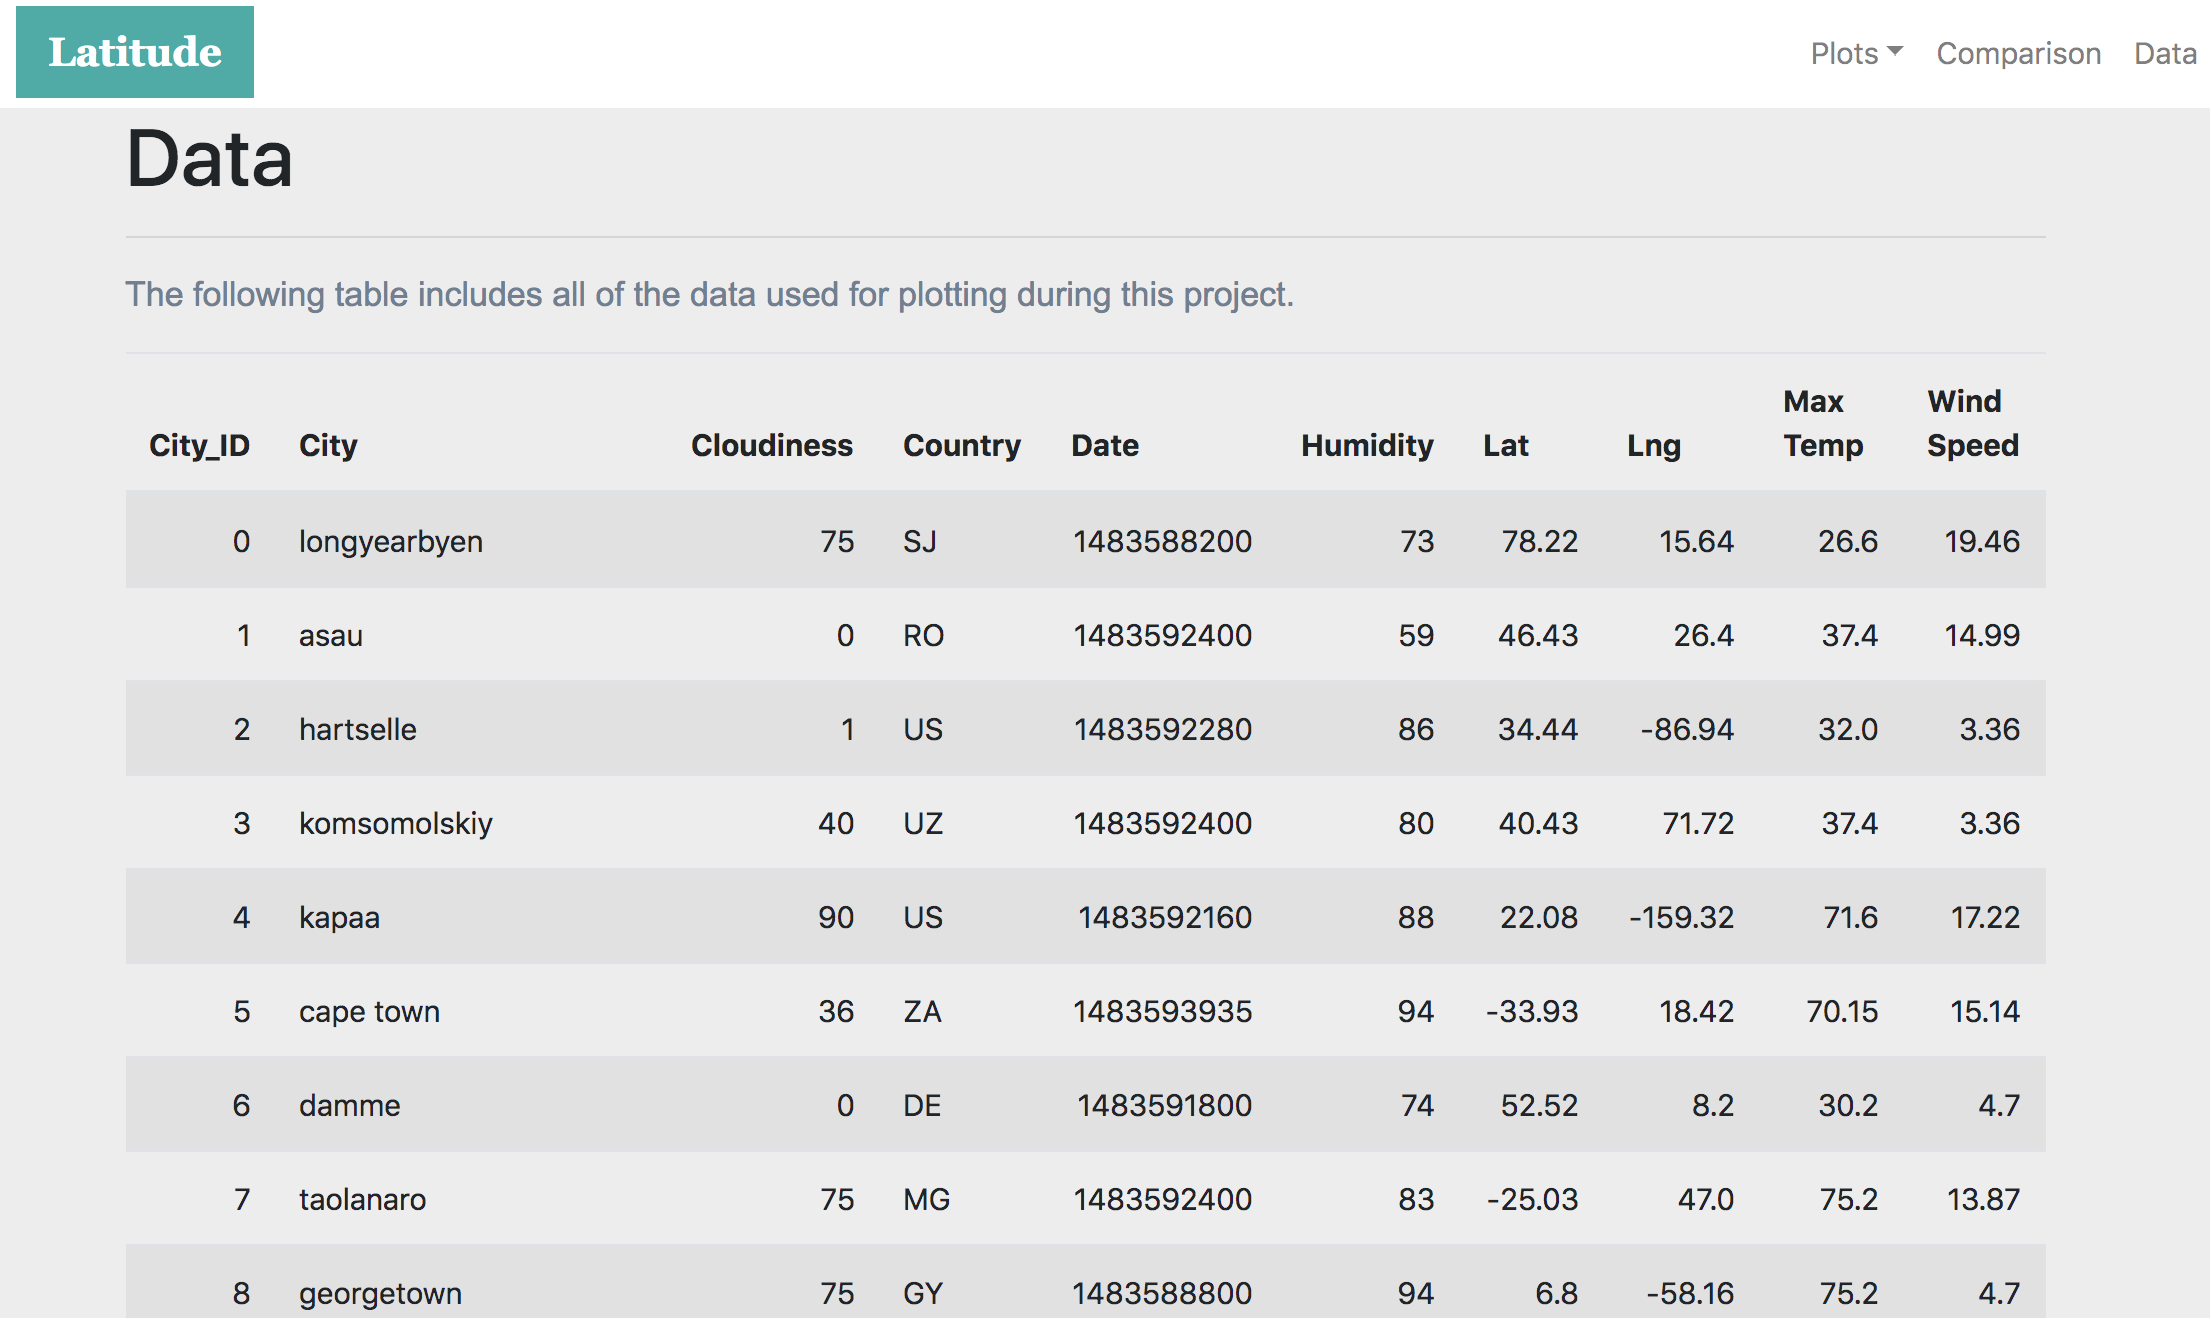 Latitude
Plots Comparison Data
Data
The following table includes all of the data used for plotting during this project.
City_ID City Cloudiness Country Date Humidity Lat Lng Max Temp Wind Speed
0 longyearbyen 75 SJ 1483588200 73 78.22 15.64 26.6 19.46
1 asau 0 RO 1483592400 59 46.43 26.4 37.4 14.99
2 hartselle 1 US 1483592280 86 34.44 -86.94 32.0 3.36
3 komsomolskiy 40 UZ 1483592400 80 40.43 71.72 37.4 3.36
4 kapaa 90 US 1483592160 88 22.08 -159.32 71.6 17.22
5 cape town 36 ZA 1483593935 94 -33.93 18.42 70.15 15.14
6 damme 0 DE 1483591800 74 52.52 8.2 30.2 4.7
7 taolanaro 75 MG 1483592400 83 -25.03 47.0 75.2 13.87
8 georgetown 75 GY 1483588800 94 6.8 -58.16 75.2 4.7